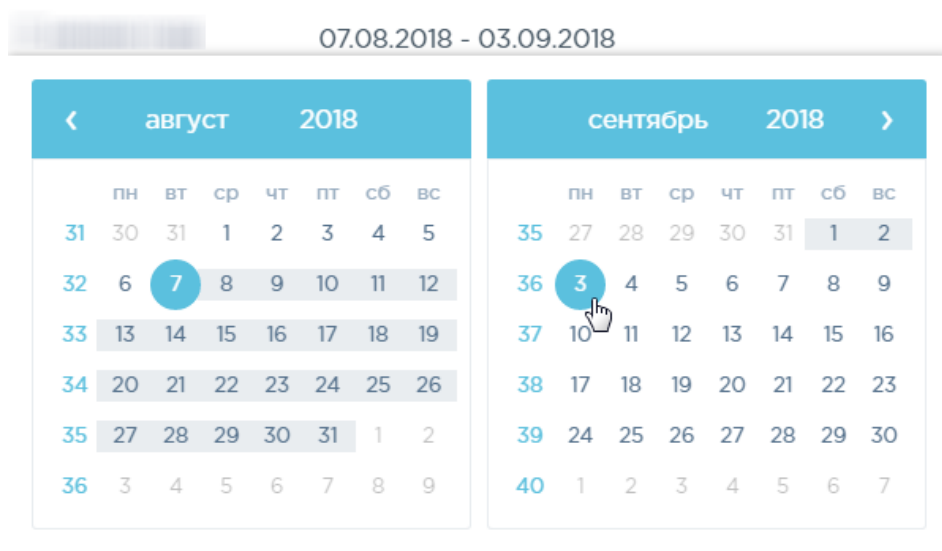 07.08.2018 - 03.09.2018
август 2018
пн вт ср чт пт сб вс
31 30 31 1 2 3 4 5
32 6 7 8 9 10 11 12
33 13 14 15 16 17 18 19
34 20 21 22 23 24 25 26
35 27 28 29 30 31 1 2
36 3 4 5 6 7 8 9
сентябрь 2018
пн вт ср чт пт сб вс
35 27 28 29 30 31 1 2
36 3 4 5 6 7 8 9
37 10 11 12 13 14 15 16
38 17 18 19 20 21 22 23
39 24 25 26 27 28 29 30
40 1 2 3 4 5 6 7